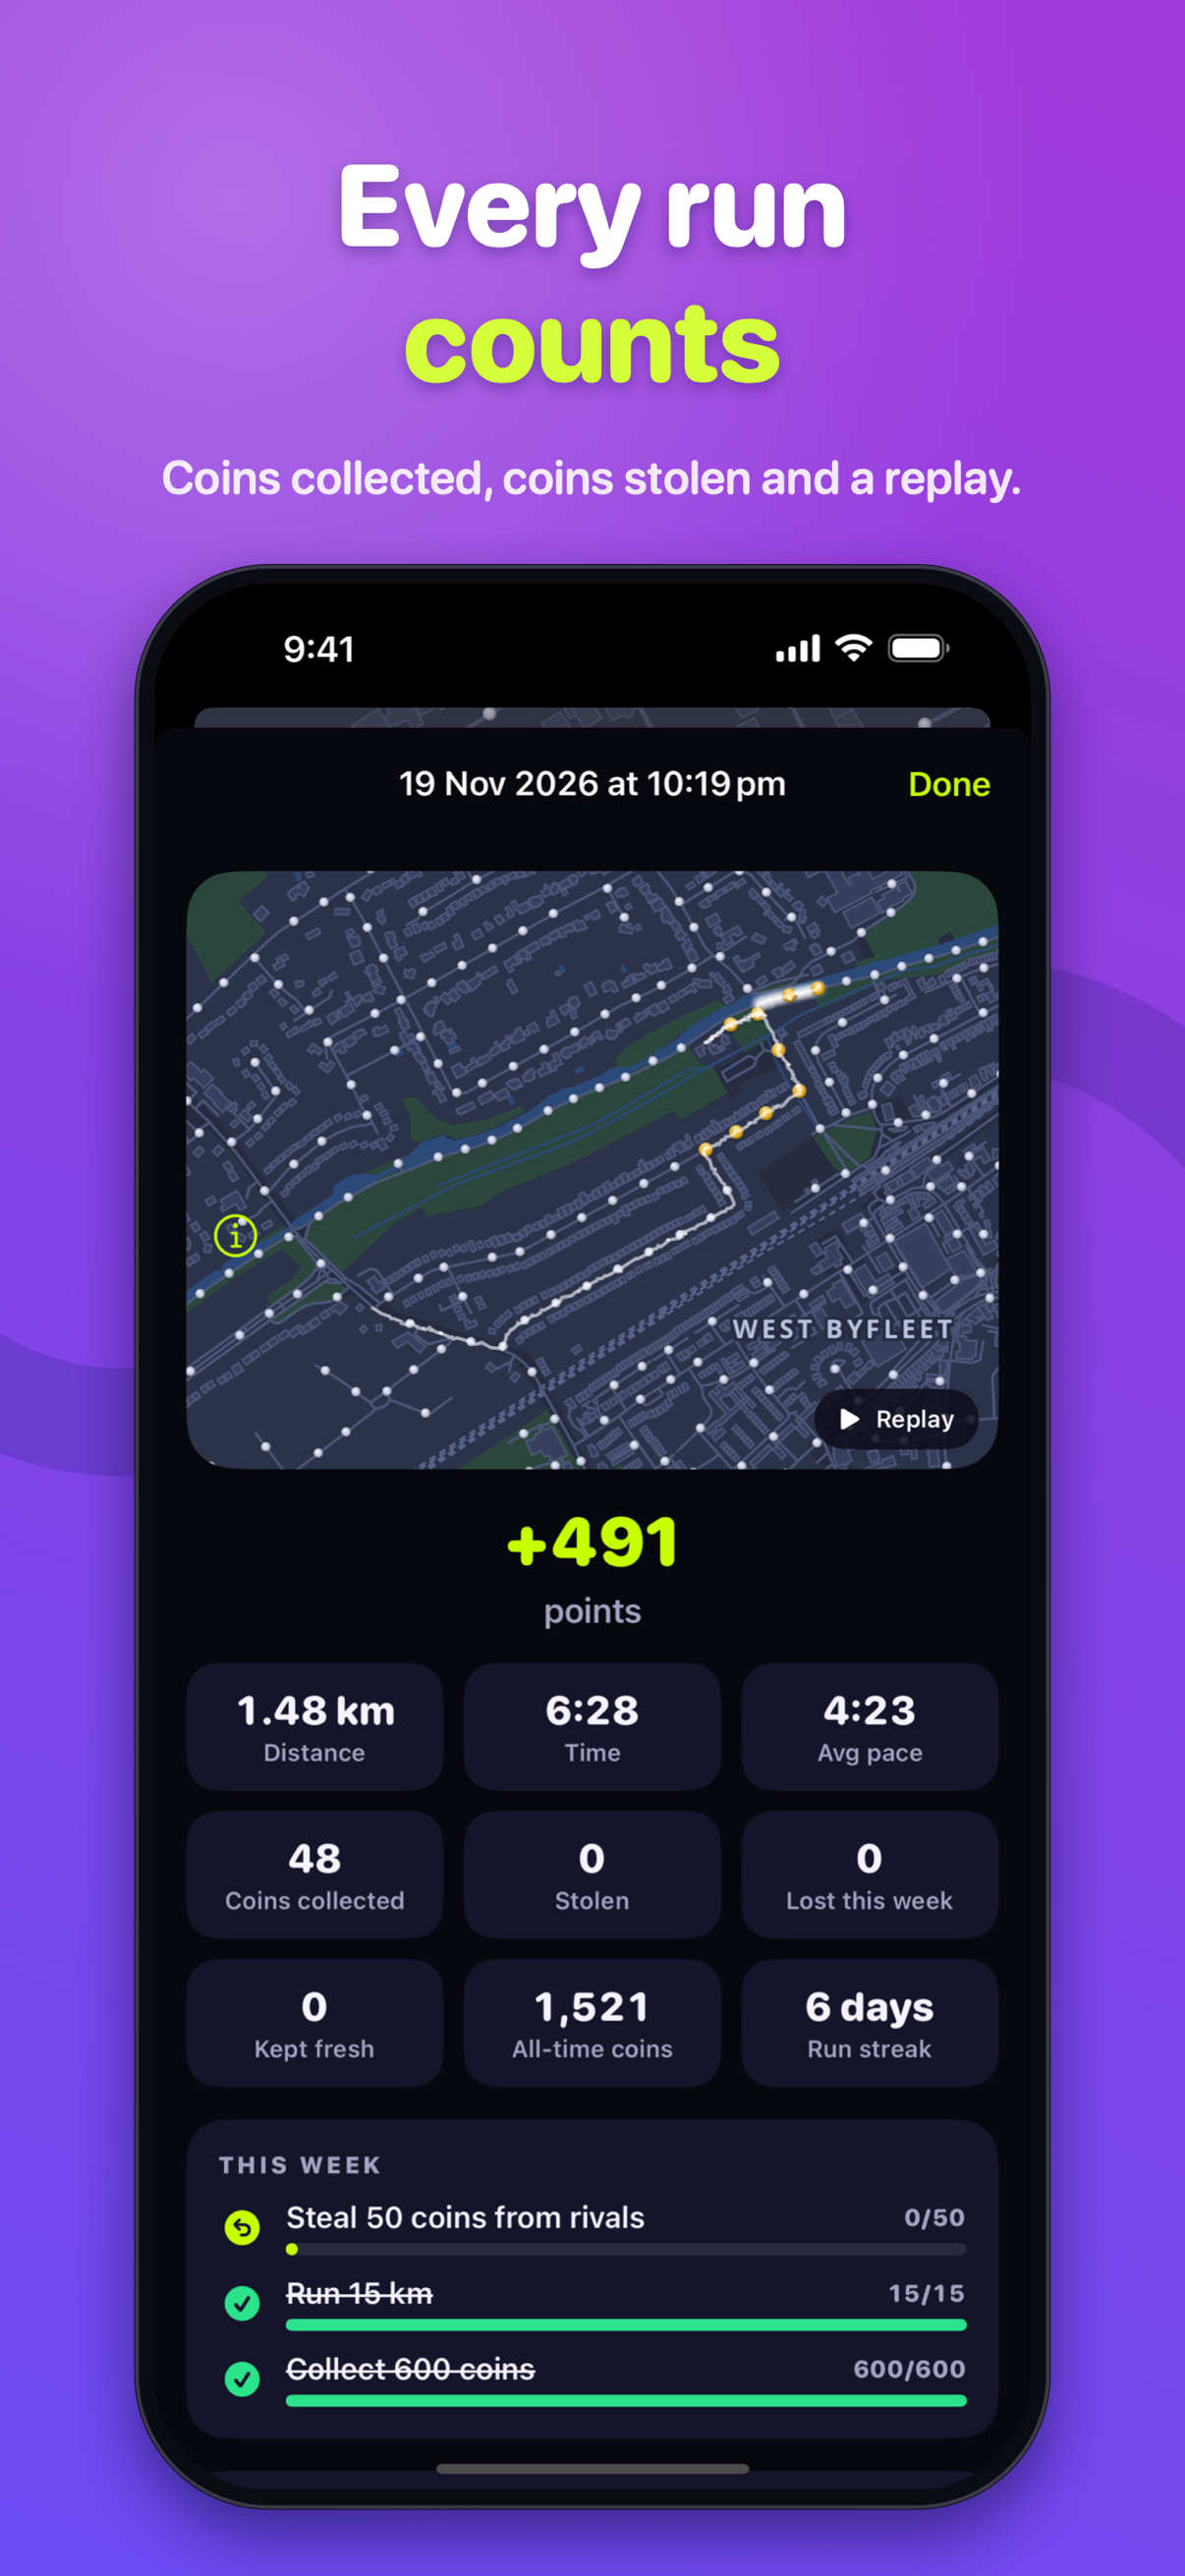 Every run
counts
Coins collected, coins stolen and a replay.
9:41
19 Nov 2026 at 10:19 pm
Done
WEST BYFLEET
Replay
+491
points
1.48 km
6:28
4:23
Distance
Time
Avg pace
48
0
0
Coins collected
Stolen
Lost this week
0
1,521
6 days
Kept fresh
All-time coins
Run streak
THIS WEEK
Steal 50 coins from rivals
0/50
Run 15 km
15/15
Collect 600 coins
600/600